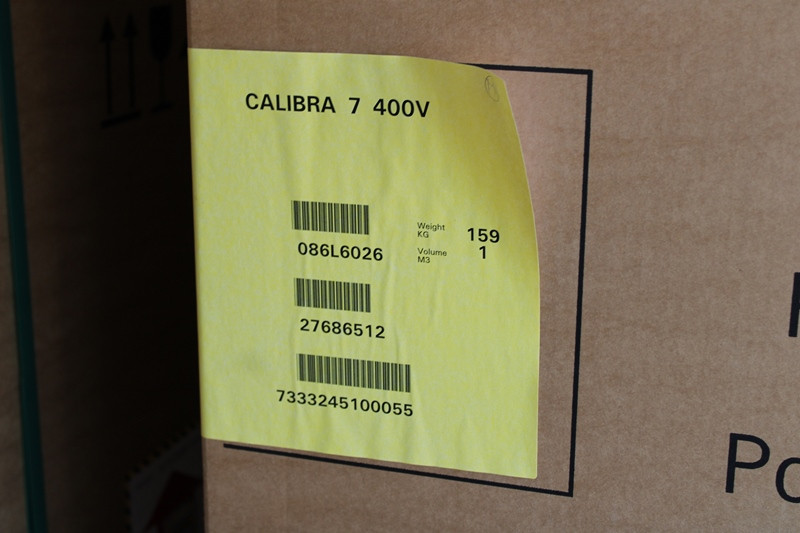 CALIBRA 7 400V
086L6026
Weight KG 159
Volume M3 1
27686512
7333245100055
Po